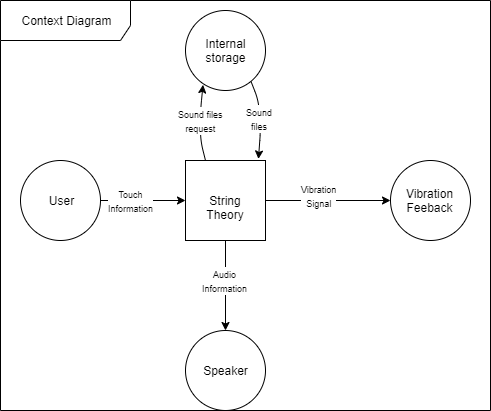 Context Diagram
Internal
storage
Sound files
request
Sound
files
User
Touch
Information
String
Theory
Vibration
Signal
Vibration
Feeback
Audio
Information
Speaker